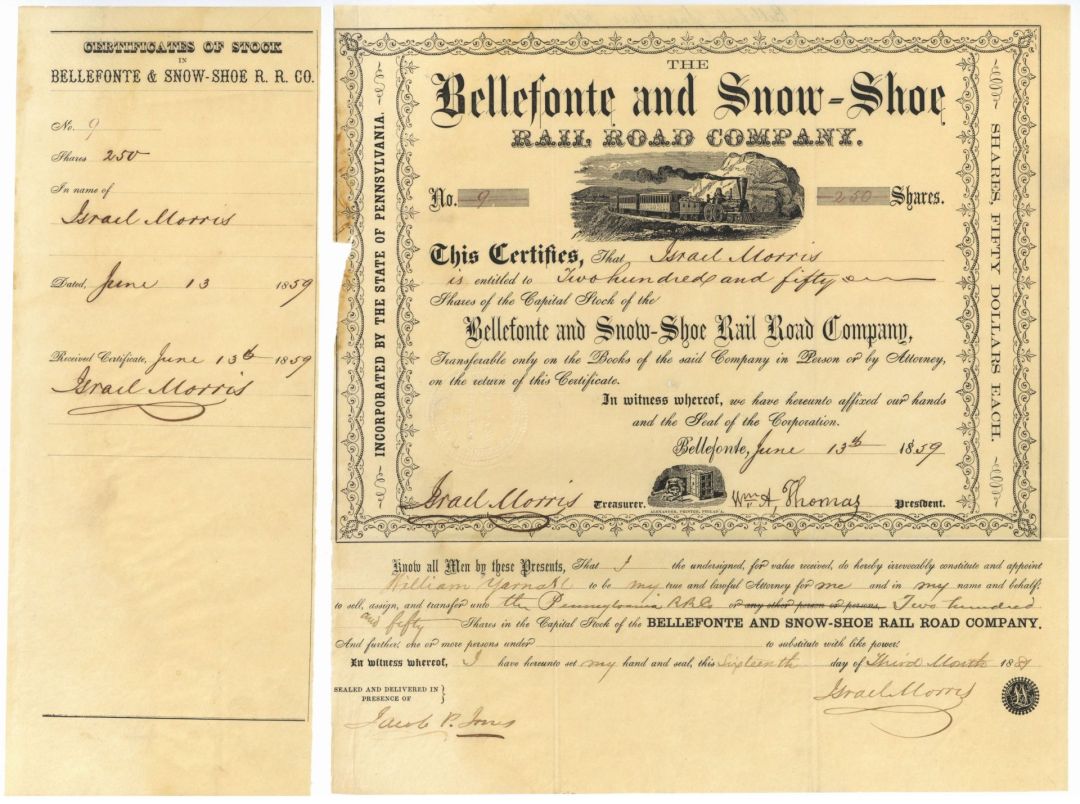 CERTIFICATES OF STOCK
IN
BELLEFONTE & SNOW-SHOE R. R. CO.
No. 9
Shares 250
In name of
Israel Morris
Dated, June 13 1859
Received Certificate, June 13th 1859
Israel Morris
INCORPORATED BY THE STATE OF PENNSYLVANIA.
THE
Bellefonte and Snow-Shoe
RAIL ROAD COMPANY.
No. 9 250 Shares.
This Certifies, That Israel Morris
is entitled to Two hundred and fifty
Shares of the Capital Stock of the
Bellefonte and Snow-Shoe Rail Road Company,
Transferable only on the Books of the said Company in Person or by Attorney,
on the return of this Certificate.
In witness whereof, we have hereunto affixed our hands
and the Seal of the Corporation.
Bellefonte, June 13th 1859
Israel Morris Treasurer. Wm A, Thomas President.
ALEXANDER, PRINTER, PHILADA.
SHARES, FIFTY DOLLARS EACH.
Know all Men by these Presents, That I the undersigned, for value received, do hereby irrevocably constitute and appoint
William Yarnall to be my true and lawful Attorney for me and in my name and behalf;
to sell, assign, and transfer unto the Pennsylvania R.R. Co or any other person or persons, Two hundred
and fifty Shares in the Capital Stock of the BELLEFONTE AND SNOW-SHOE RAIL ROAD COMPANY.
And further, one or more persons under to substitute with like power.
In witness whereof, I have hereunto set my hand and seal, this Sixteenth day of Third Month 1881
SEALED AND DELIVERED IN
PRESENCE OF
Israel Morris
Jacob P. Jones